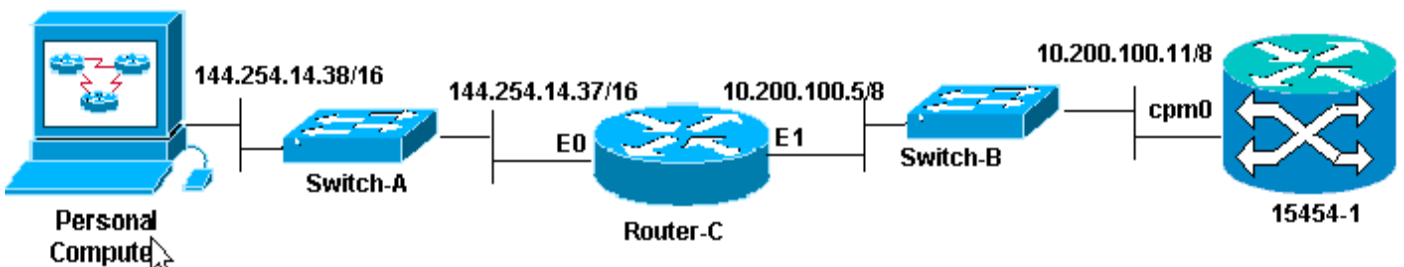 144.254.14.38/16
144.254.14.37/16
10.200.100.5/8
10.200.100.11/8
E0
E1
cpm0
Switch-A
Switch-B
Personal
Computer
Router-C
15454-1